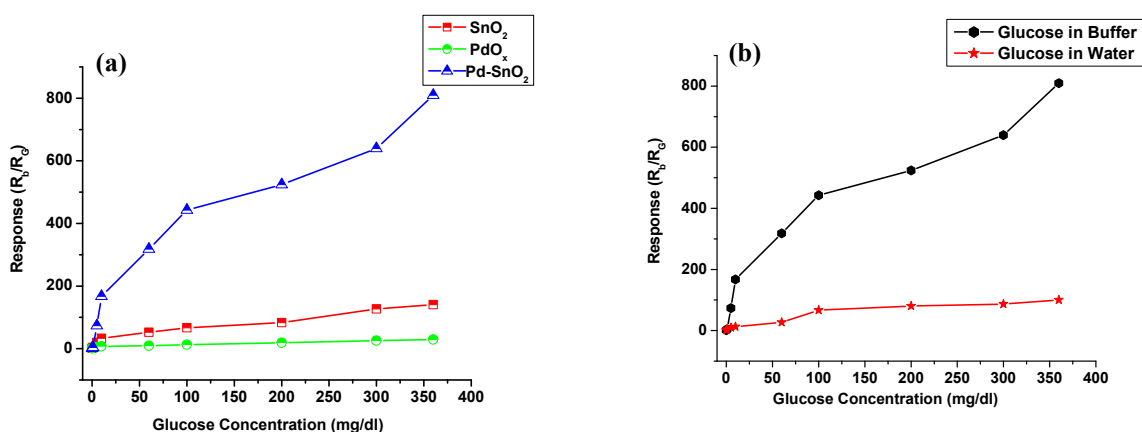 (a)
SnO2
PdOx
Pd-SnO2
800
600
400
200
0
Response (Rb/RG)
0 50 100 150 200 250 300 350 400
Glucose Concentration (mg/dl)
(b)
Glucose in Buffer
Glucose in Water
800
600
400
200
0
Response (Rb/RG)
0 50 100 150 200 250 300 350 400
Glucose Concentration (mg/dl)